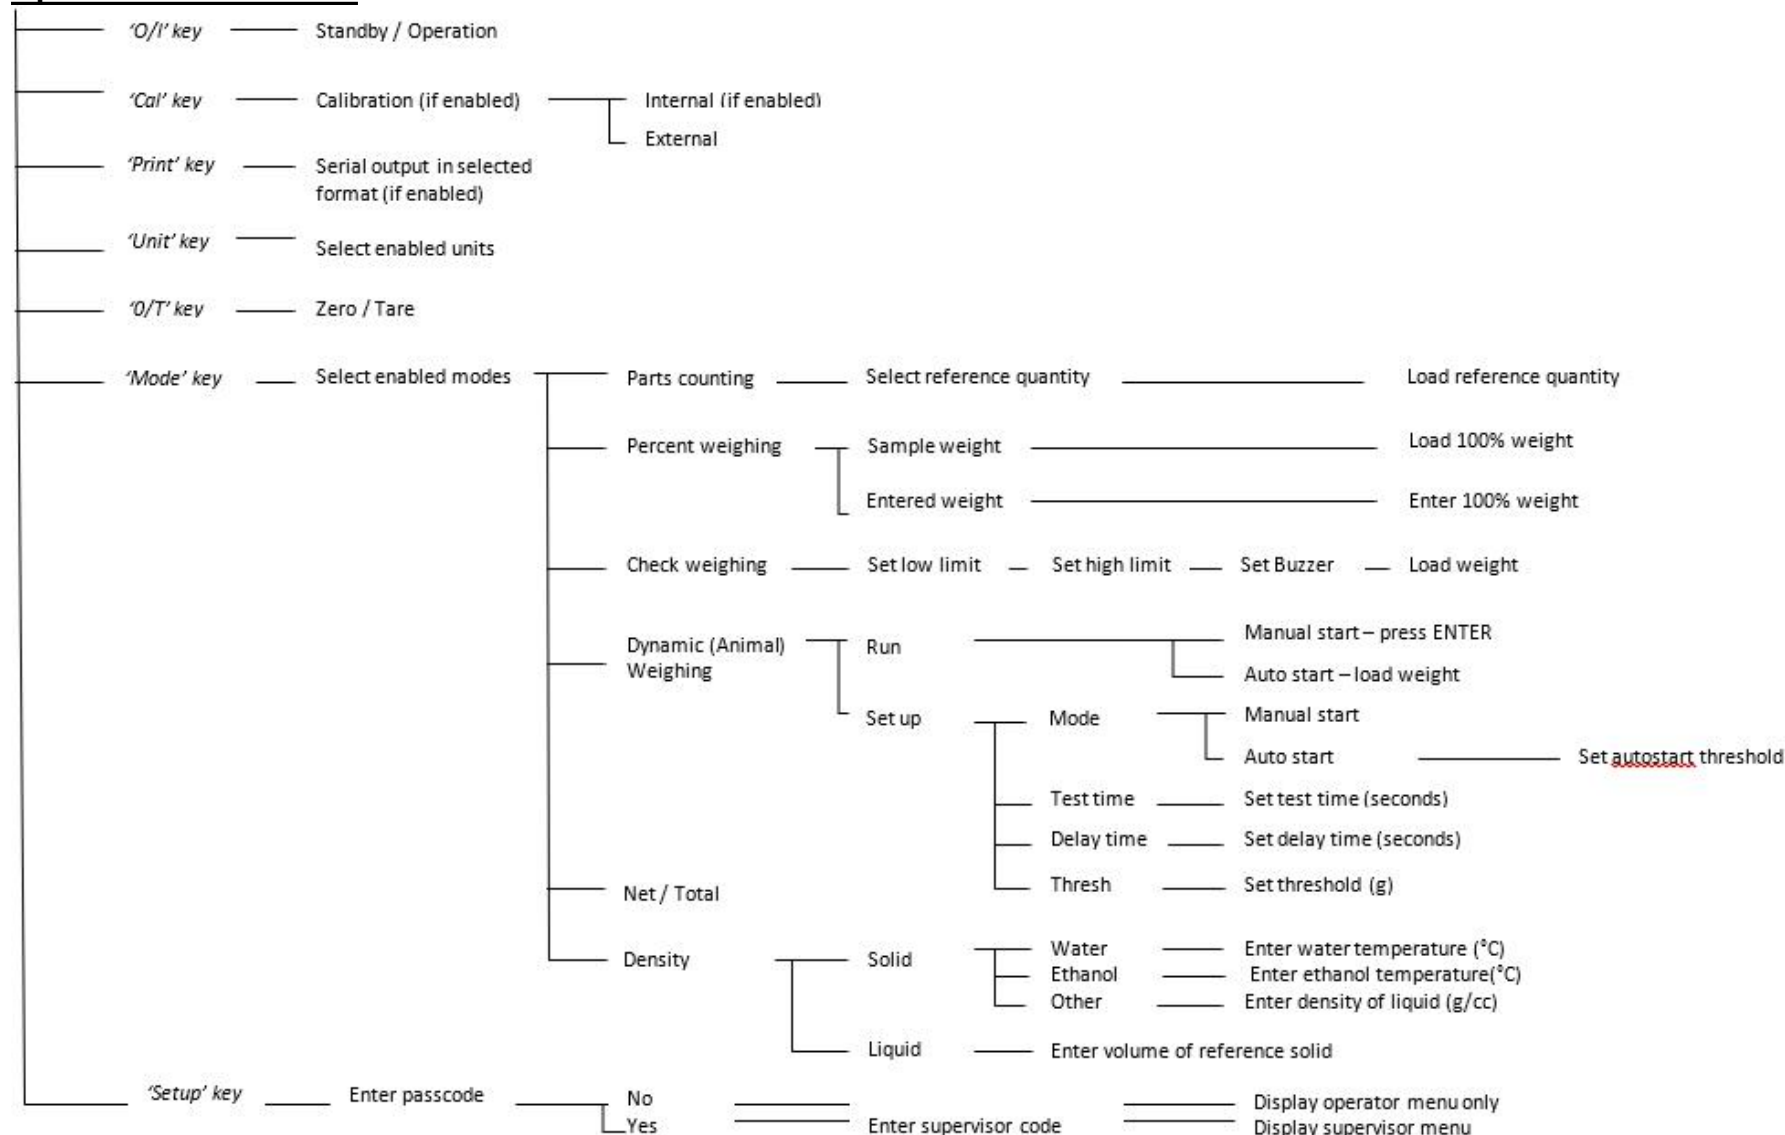 ‘O/I’ key Standby / Operation
‘Cal’ key Calibration (if enabled) Internal (if enabled)
External
‘Print’ key Serial output in selected
format (if enabled)
‘Unit’ key Select enabled units
‘0/T’ key Zero / Tare
‘Mode’ key Select enabled modes Parts counting Select reference quantity Load reference quantity
Percent weighing Sample weight Load 100% weight
Entered weight Enter 100% weight
Check weighing Set low limit Set high limit Set Buzzer Load weight
Dynamic (Animal)
Weighing Run Manual start – press ENTER
Auto start – load weight
Set up Mode Manual start
Auto start Set autostart threshold
Test time Set test time (seconds)
Delay time Set delay time (seconds)
Thresh Set threshold (g)
Net / Total
Density Solid Water Enter water temperature (°C)
Ethanol Enter ethanol temperature(°C)
Other Enter density of liquid (g/cc)
Liquid Enter volume of reference solid
‘Setup’ key Enter passcode No Display operator menu only
Yes Enter supervisor code Display supervisor menu